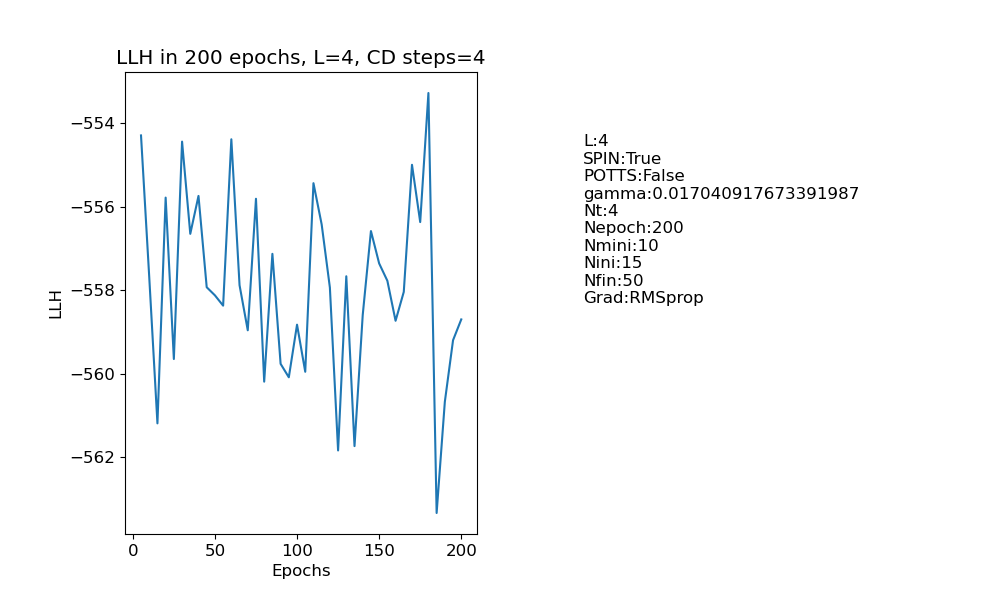 LLH in 200 epochs, L=4, CD steps=4
−554
−556
−558
−560
−562
LLH
0
50
100
150
200
Epochs
L:4
SPIN:True
POTTS:False
gamma:0.017040917673391987
Nt:4
Nepoch:200
Nmini:10
Nini:15
Nfin:50
Grad:RMSprop